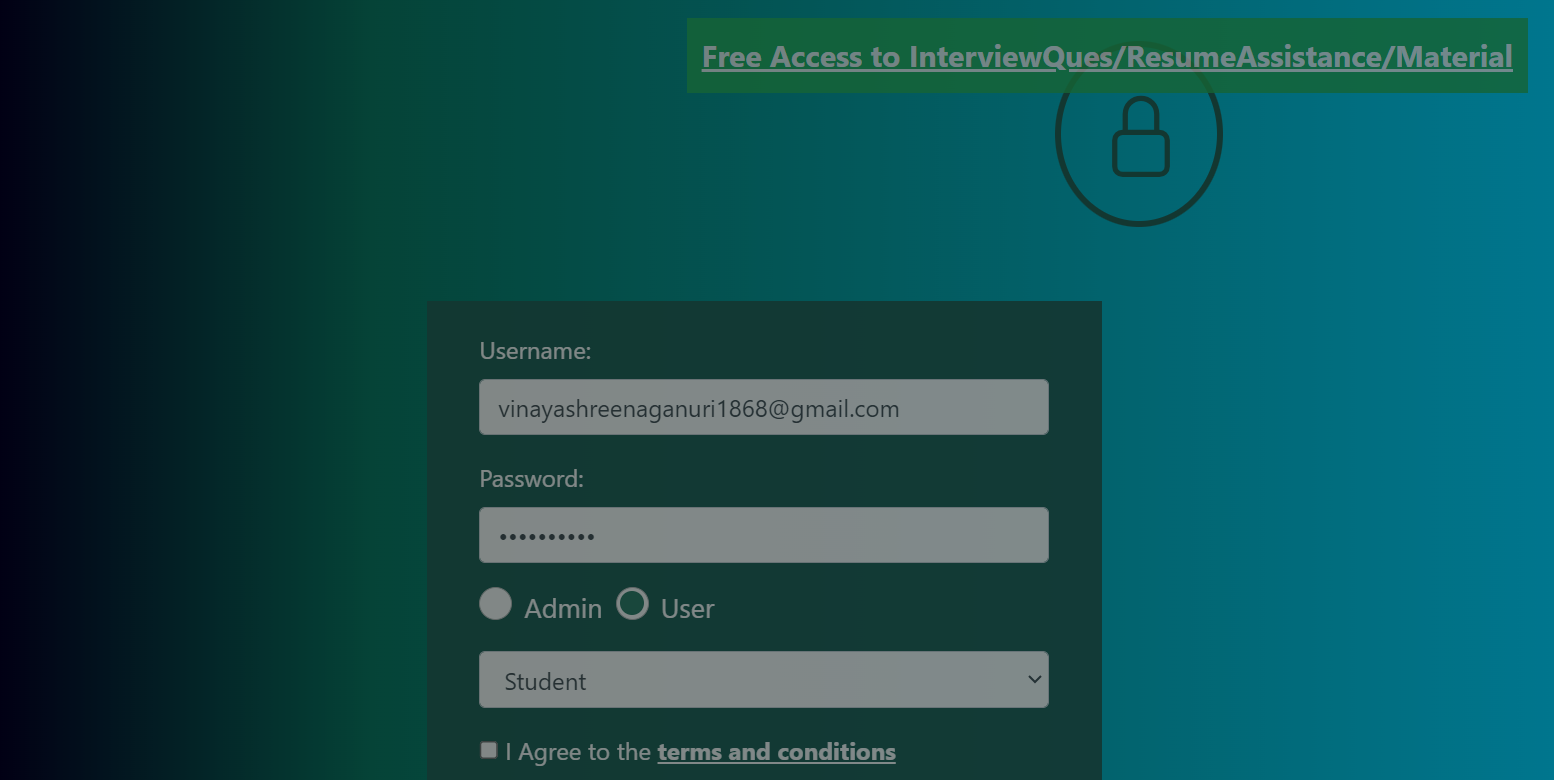 Free Access to InterviewQues/ResumeAssistance/Material
Username:
vinayashreenaganuri1868@gmail.com
Password:
••••••••••
Admin User
Student
I Agree to the terms and conditions